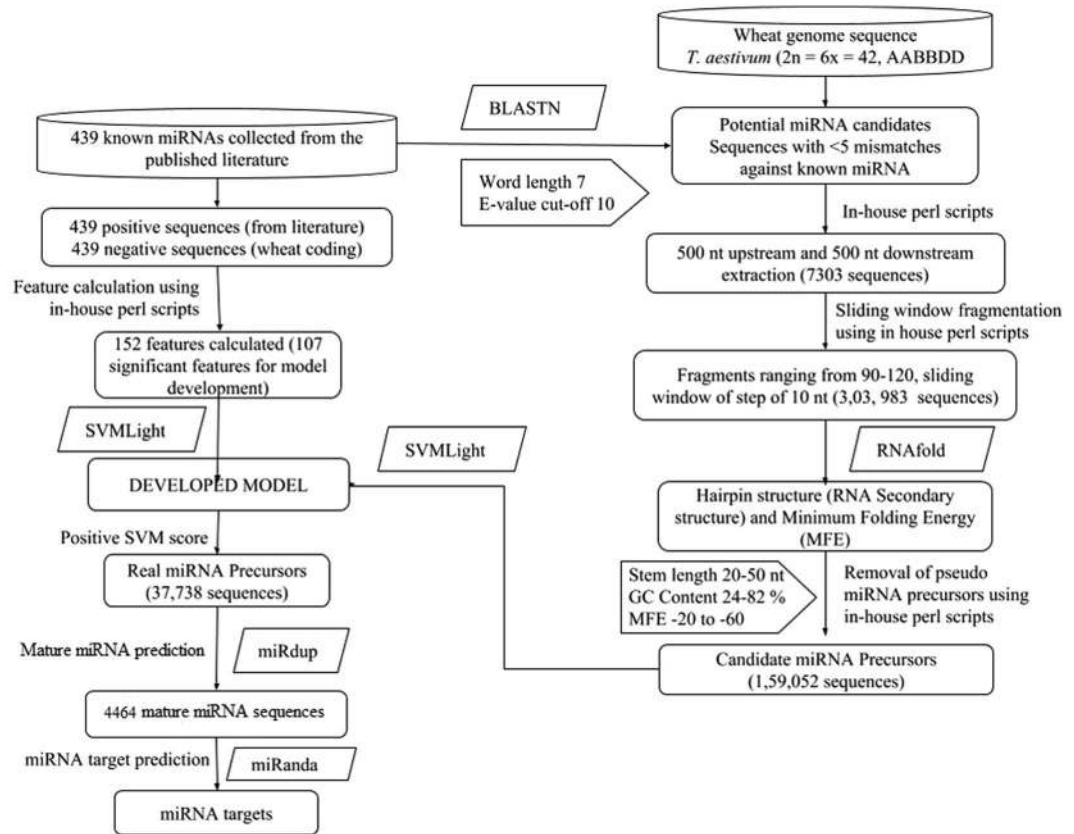 Wheat genome sequence
T. aestivum (2n = 6x = 42, AABBDD
BLASTN
439 known miRNAs collected from the
published literature
Potential miRNA candidates
Sequences with <5 mismatches
against known miRNA
Word length 7
E-value cut-off 10
In-house perl scripts
439 positive sequences (from literature)
439 negative sequences (wheat coding)
500 nt upstream and 500 nt downstream
extraction (7303 sequences)
Feature calculation using
in-house perl scripts
Sliding window fragmentation
using in house perl scripts
152 features calculated (107
significant features for model
development)
Fragments ranging from 90-120, sliding
window of step of 10 nt (3,03, 983 sequences)
SVMLight
SVMLight
RNAfold
DEVELOPED MODEL
Hairpin structure (RNA Secondary
structure) and Minimum Folding Energy
(MFE)
Positive SVM score
Real miRNA Precursors
(37,738 sequences)
Stem length 20-50 nt
GC Content 24-82 %
MFE -20 to -60
Removal of pseudo
miRNA precursors using
in-house perl scripts
Mature miRNA prediction
miRdup
Candidate miRNA Precursors
(1,59,052 sequences)
4464 mature miRNA sequences
miRNA target prediction
miRanda
miRNA targets